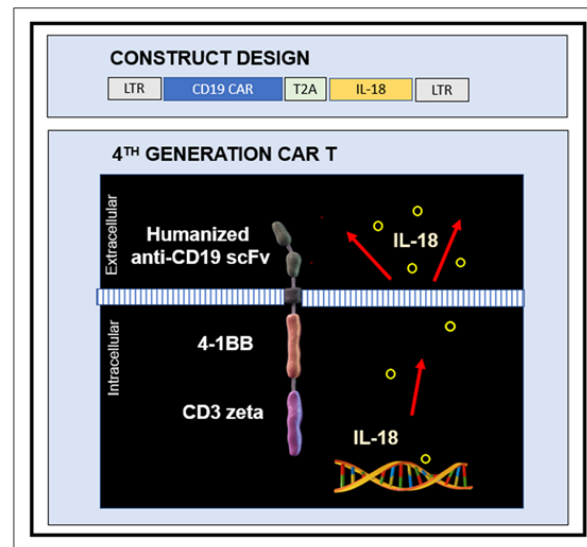 CONSTRUCT DESIGN
LTR CD19 CAR T2A IL-18 LTR
4TH GENERATION CAR T
Extracellular
Humanized
anti-CD19 scFv
IL-18
Intracellular
4-1BB
CD3 zeta
IL-18